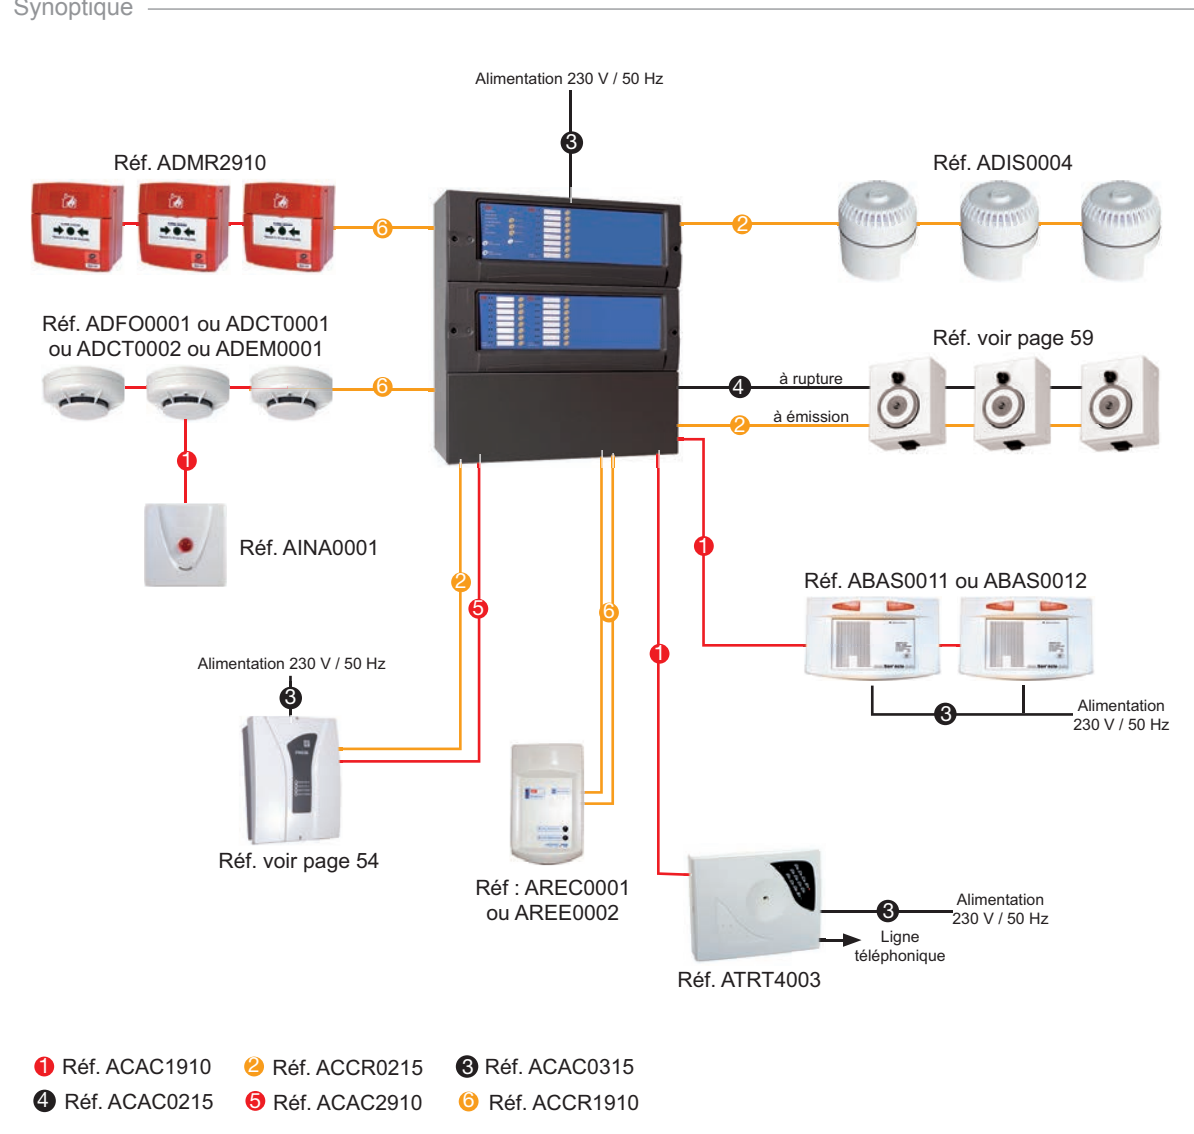 Synoptique
Alimentation 230 V / 50 Hz
3
Réf. ADMR2910
Réf. ADIS0004
6
2
Réf. ADFO0001 ou ADCT0001
ou ADCT0002 ou ADEM0001
Réf. voir page 59
6
4
à rupture
2
à émission
1
Réf. AINA0001
1
2
5
6
Réf. ABAS0011 ou ABAS0012
1
Alimentation 230 V / 50 Hz
3
3
Alimentation
230 V / 50 Hz
Réf. voir page 54
Réf : AREC0001
ou AREE0002
3
Alimentation
230 V / 50 Hz
Ligne
téléphonique
Réf. ATRT4003
1 Réf. ACAC1910
2 Réf. ACCR0215
3 Réf. ACAC0315
4 Réf. ACAC0215
5 Réf. ACAC2910
6 Réf. ACCR1910